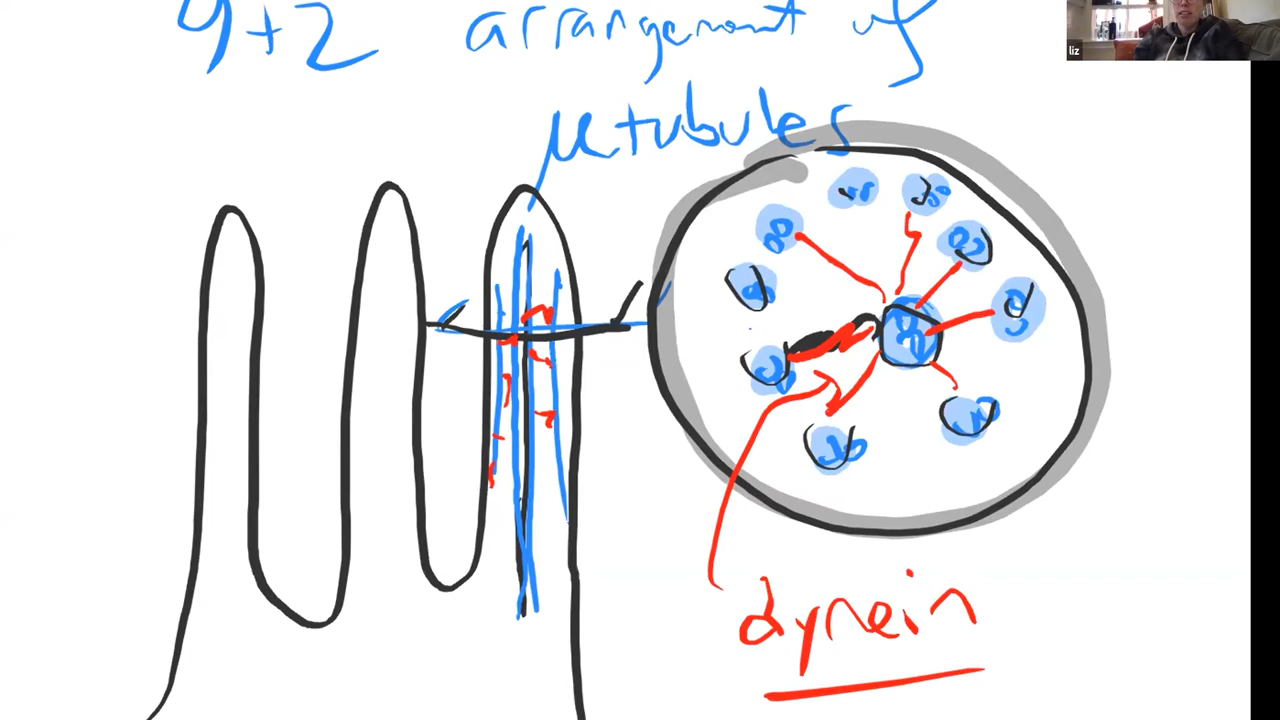 9+2 arrangement of
μtubules
dynein
liz